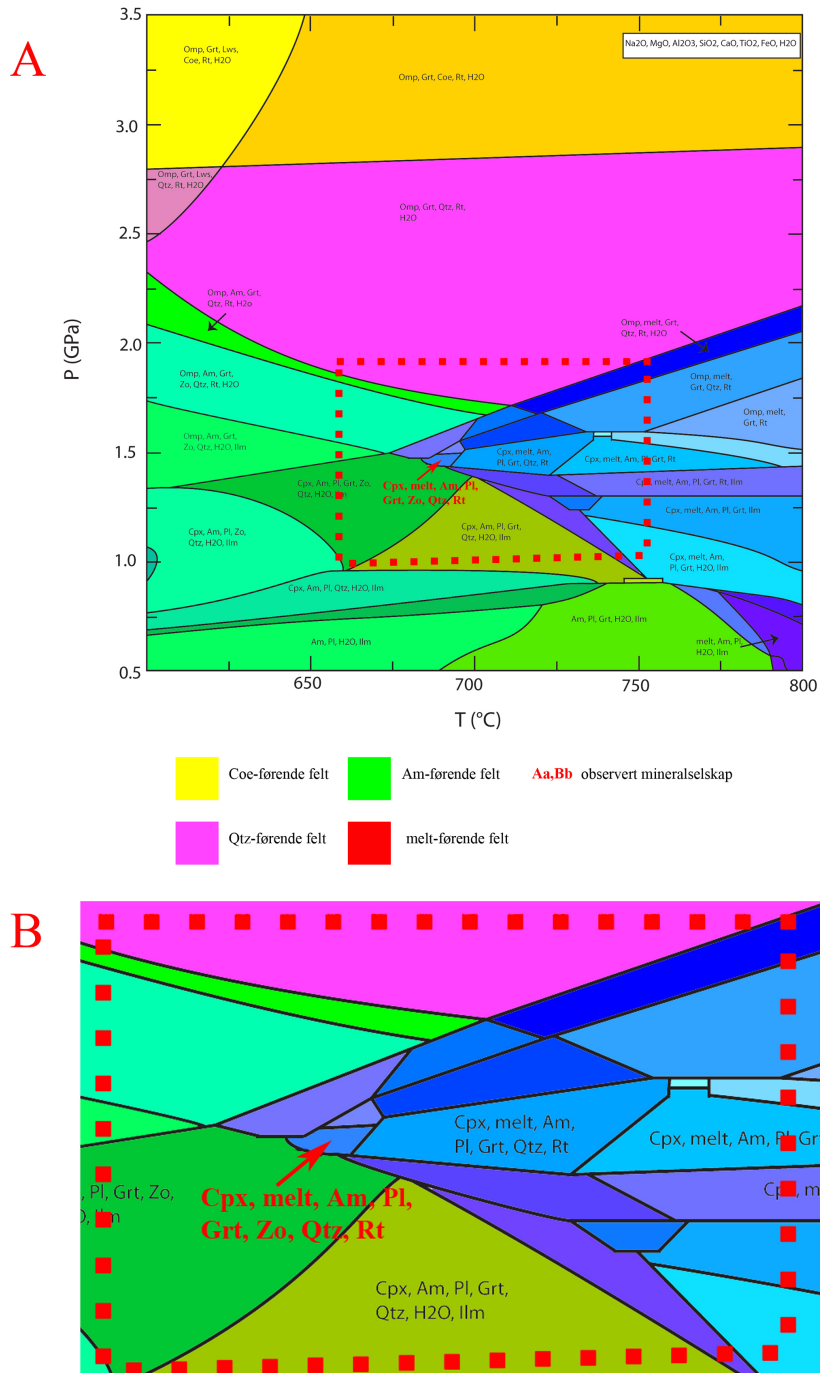 A
3.5
3.0
2.5
2.0
1.5
1.0
0.5
P (GPa)
Na2O, MgO, Al2O3, SiO2, CaO, TiO2, FeO, H2O
Omp, Grt, Lws,
Coe, Rt, H2O
Omp, Grt, Coe, Rt, H2O
Omp, Grt, Lws,
Qtz, Rt, H2O
Omp, Grt, Qtz, Rt,
H2O
Omp, Am, Grt,
Qtz, Rt, H2o
Omp, melt, Grt,
Qtz, Rt, H2O
Omp, Am, Grt,
Zo, Qtz, Rt, H2O
Omp, melt,
Grt, Qtz, Rt
Omp, melt,
Grt, Rt
Omp, Am, Grt,
Zo, Qtz, H2O, Ilm
Cpx, melt, Am,
Pl, Grt, Qtz, Rt
Cpx, melt, Am, Pl, Grt, Rt
Cpx, Am, Pl, Grt, Zo,
Qtz, H2O, Ilm
Cpx, melt, Am, Pl,
Grt, Zo, Qtz, Rt
Cpx, melt, Am, Pl, Grt, Rt, Ilm
Cpx, melt, Am, Pl, Grt, Ilm
Cpx, Am, Pl, Zo,
Qtz, H2O, Ilm
Cpx, Am, Pl, Grt,
Qtz, H2O, Ilm
Cpx, melt, Am,
Pl, Grt, H2O, Ilm
Cpx, Am, Pl, Qtz, H2O, Ilm
Am, Pl, H2O, Ilm
Am, Pl, Grt, H2O, Ilm
melt, Am, Pl,
H2O, Ilm
650
700
750
800
T (°C)
Coe-førende felt
Am-førende felt
Aa,Bb observert mineralselskap
Qtz-førende felt
melt-førende felt
B
Cpx, melt, Am,
Pl, Grt, Qtz, Rt
Cpx, melt, Am, Pl, Gr
, Pl, Grt, Zo,
O, Ilm
Cpx, melt, Am, Pl,
Grt, Zo, Qtz, Rt
Cpx, m
Cpx, Am, Pl, Grt,
Qtz, H2O, Ilm